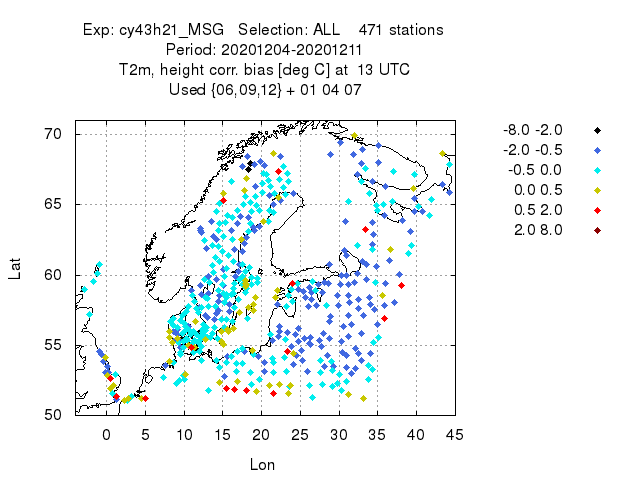 Exp: cy43h21_MSG Selection: ALL 471 stations
Period: 20201204-20201211
T2m, height corr. bias [deg C] at 13 UTC
Used {06,09,12} + 01 04 07
-8.0 -2.0
-2.0 -0.5
-0.5 0.0
0.0 0.5
0.5 2.0
2.0 8.0
70
65
60
55
50
Lat
0 5 10 15 20 25 30 35 40 45
Lon